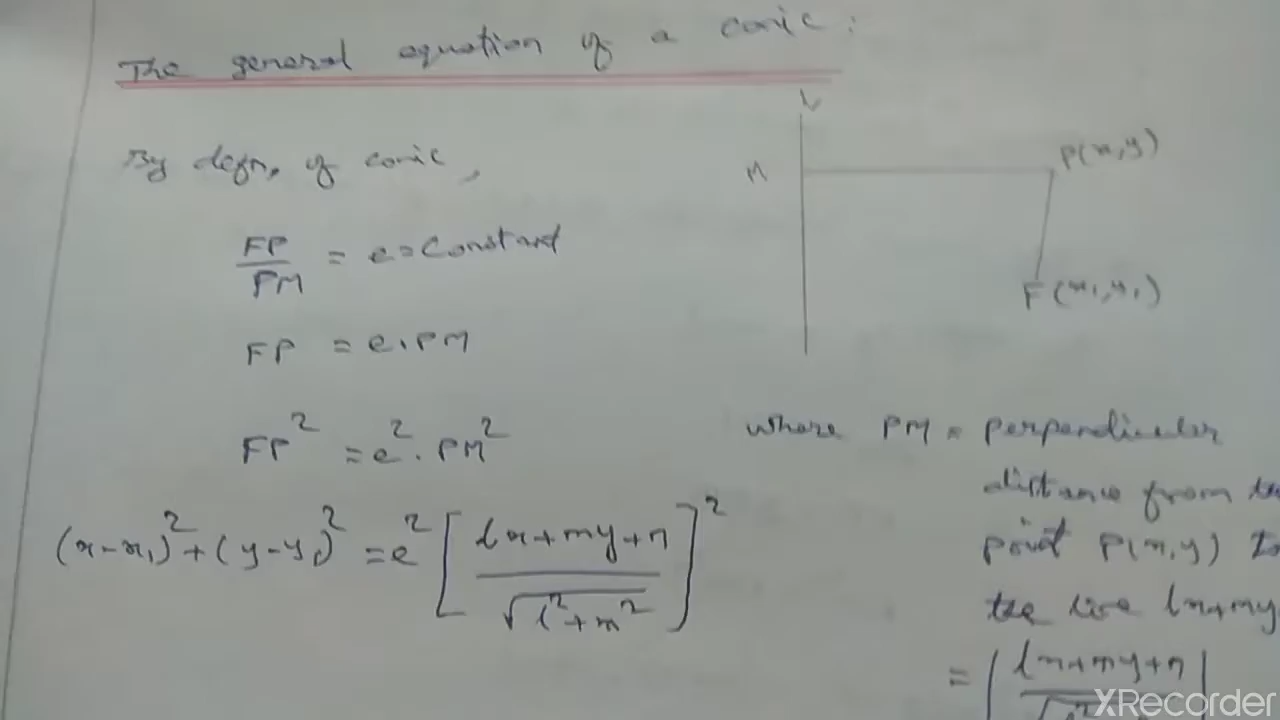 The general equation of a conic:
By defn, of conic,
FP/PM = e = Constant
FP = e.PM
FP² = e². PM²
(x-x₁)² + (y-y₁)² = e² [lx+my+n / √l²+m²]²
L
M
P(x,y)
F(x₁,y₁)
where PM = perpendicular
distance from the
point P(x,y) to
the line lx+my
= |lx+my+n|
XRecorder